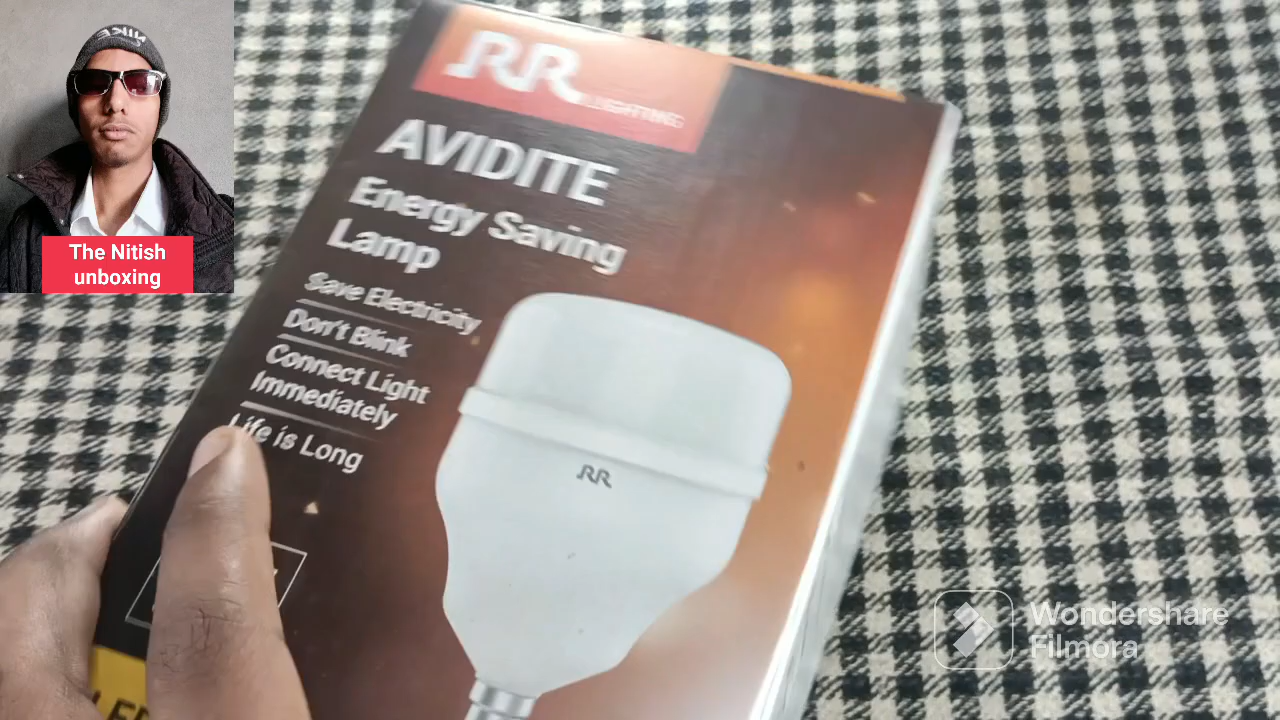 NIKE
The Nitish
unboxing
RR
LIGHTING
AVIDITE
Energy Saving
Lamp
Save Electricity
Don't Blink
Connect Light
Immediately
Life is Long
RR
Wondershare
Filmora